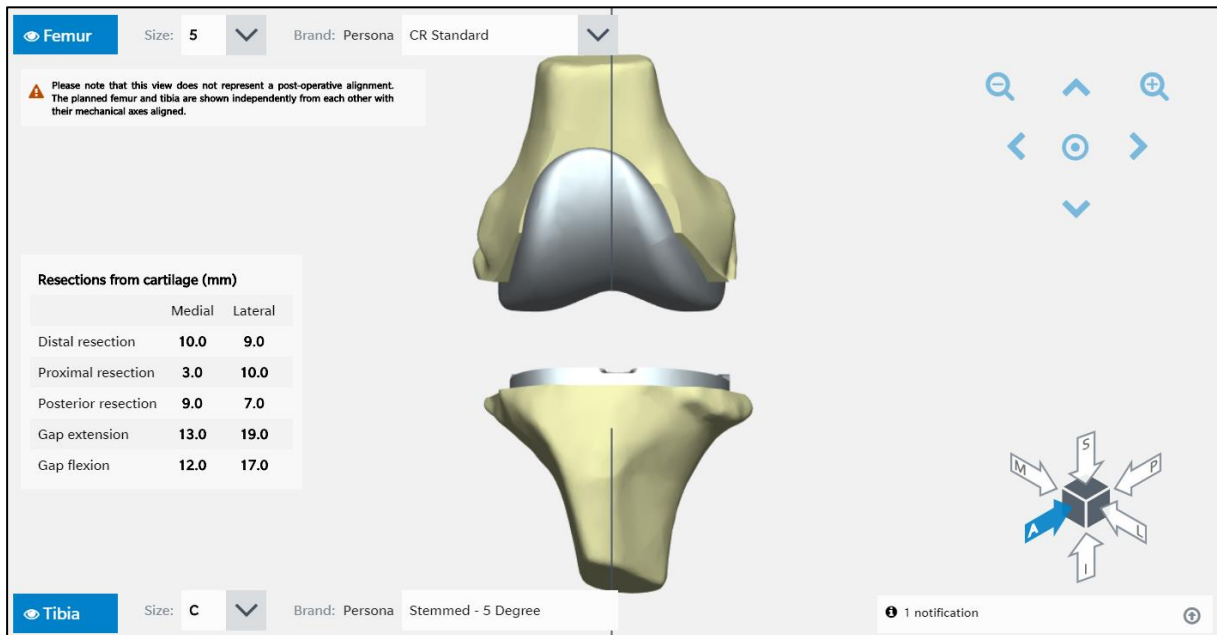 Femur Size: 5 Brand: Persona CR Standard
Please note that this view does not represent a post-operative alignment.
The planned femur and tibia are shown independently from each other with
their mechanical axes aligned.
Resections from cartilage (mm)
Medial Lateral
Distal resection 10.0 9.0
Proximal resection 3.0 10.0
Posterior resection 9.0 7.0
Gap extension 13.0 19.0
Gap flexion 12.0 17.0
S
M P
A L
I
Tibia Size: C Brand: Persona Stemmed - 5 Degree
1 notification